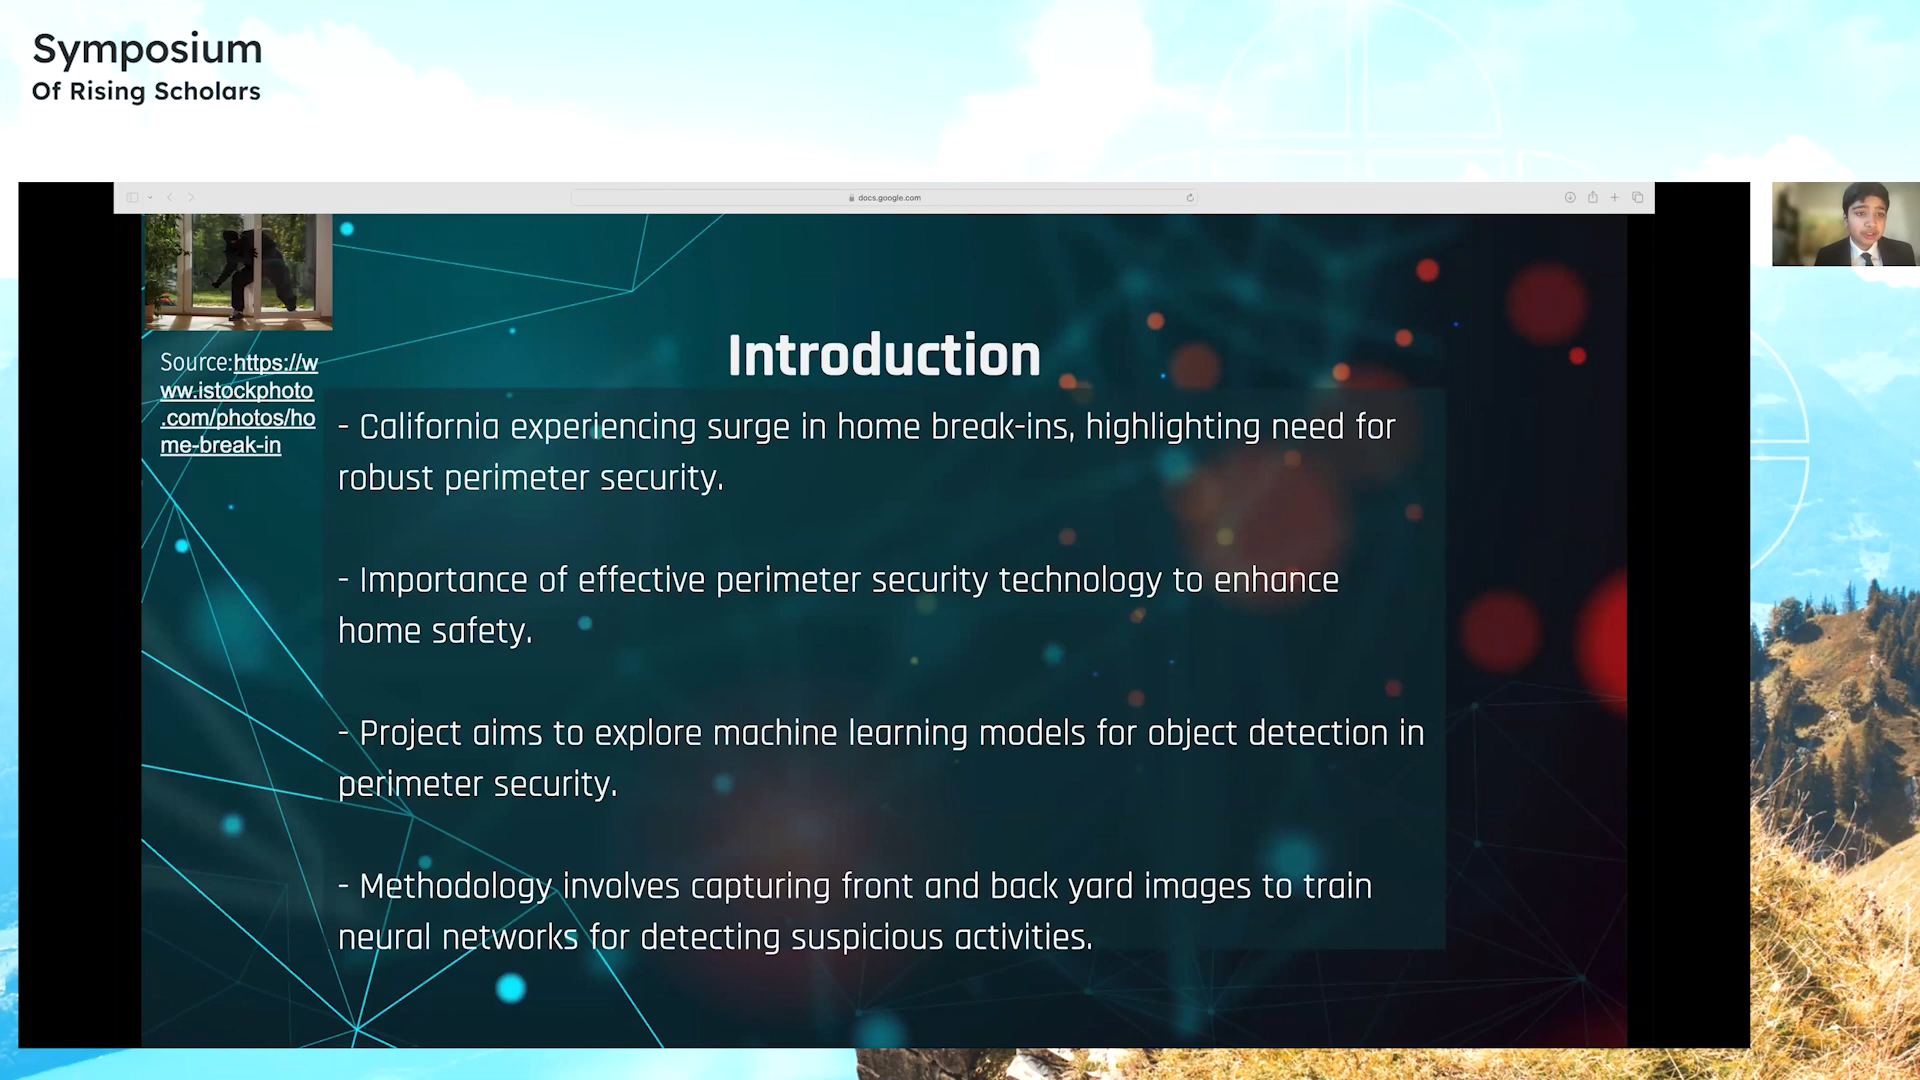 Symposium
Of Rising Scholars
docs.google.com
Source:https://w
ww.istockphoto
.com/photos/ho
me-break-in
Introduction
- California experiencing surge in home break-ins, highlighting need for
robust perimeter security.
- Importance of effective perimeter security technology to enhance
home safety.
- Project aims to explore machine learning models for object detection in
perimeter security.
- Methodology involves capturing front and back yard images to train
neural networks for detecting suspicious activities.